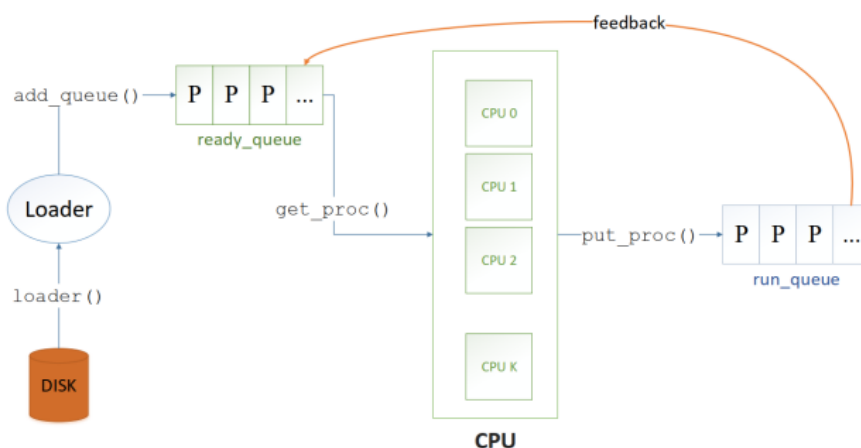 feedback
add_queue()
P P P ...
ready_queue
CPU 0
CPU 1
CPU 2
CPU K
CPU
Loader
get_proc()
put_proc()
P P P ...
run_queue
loader()
DISK